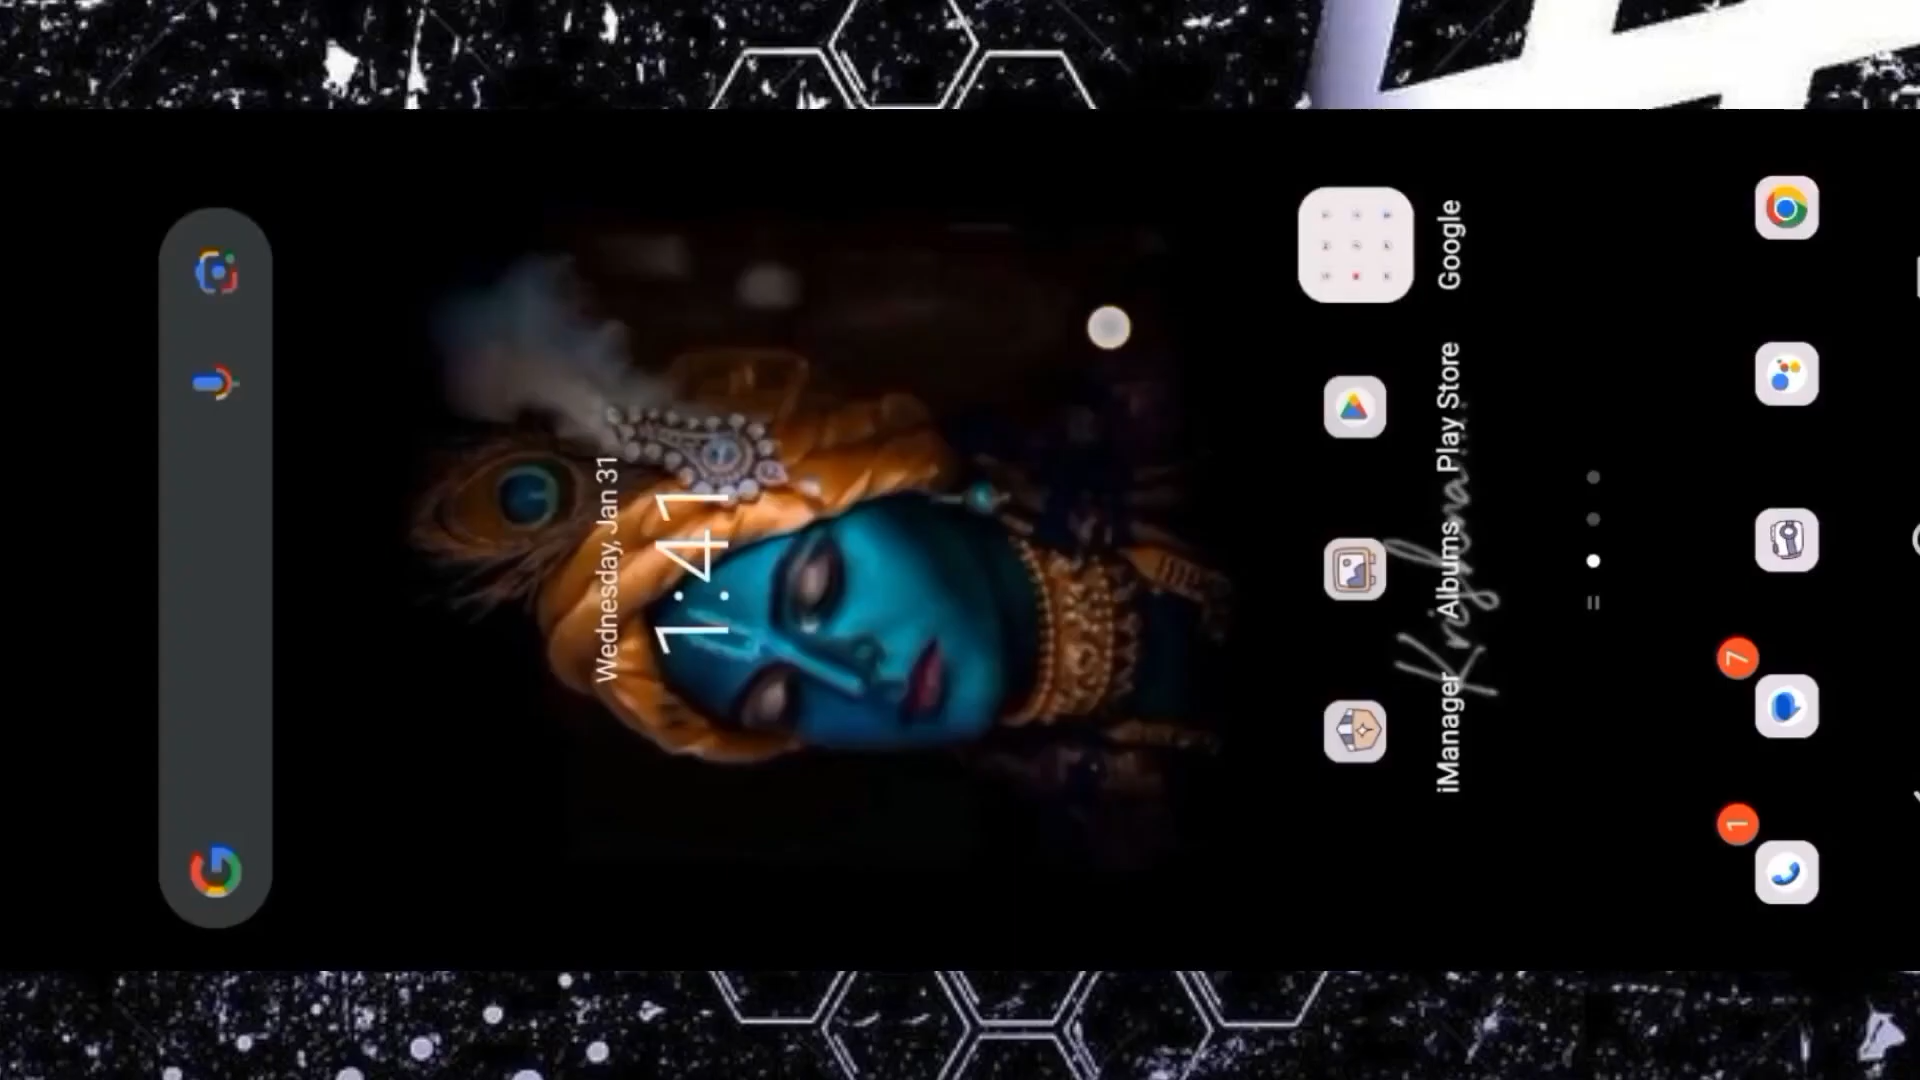 Wednesday, Jan 31
1:41
Krishna...
iManager
Albums
Play Store
Google
7
1